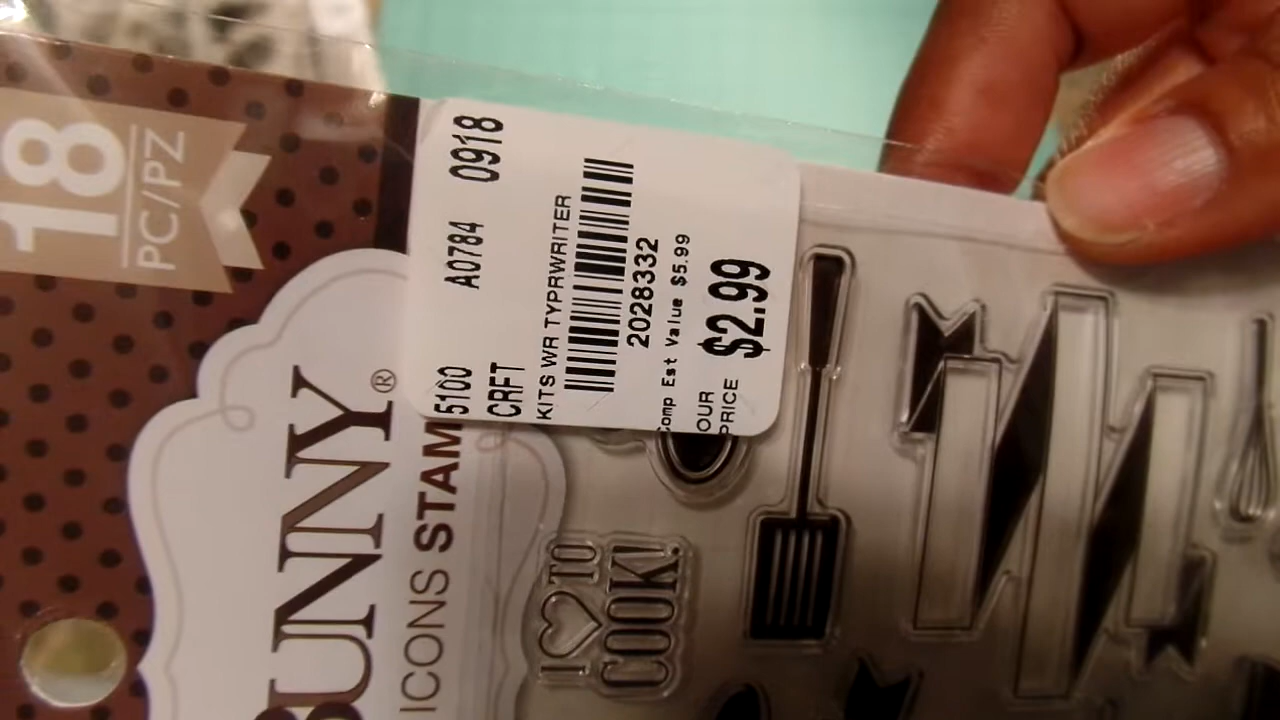 18
PC/PZ
BUNNY®
ICONS STAM
5100 A0784 0918
CRFT
KITS WR TYPRWRITER
2028332
Comp Est Value $5.99
OUR PRICE $2.99
I ♡ TO
COOK!